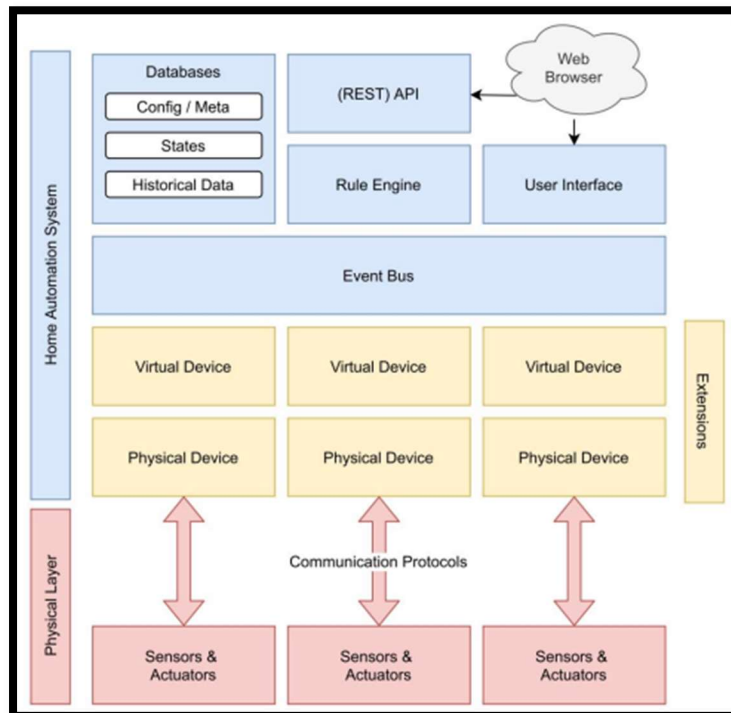 Home Automation System
Databases
Config / Meta
States
Historical Data
(REST) API
Web
Browser
Rule Engine
User Interface
Event Bus
Virtual Device
Virtual Device
Virtual Device
Extensions
Physical Device
Physical Device
Physical Device
Physical Layer
Communication Protocols
Sensors &
Actuators
Sensors &
Actuators
Sensors &
Actuators